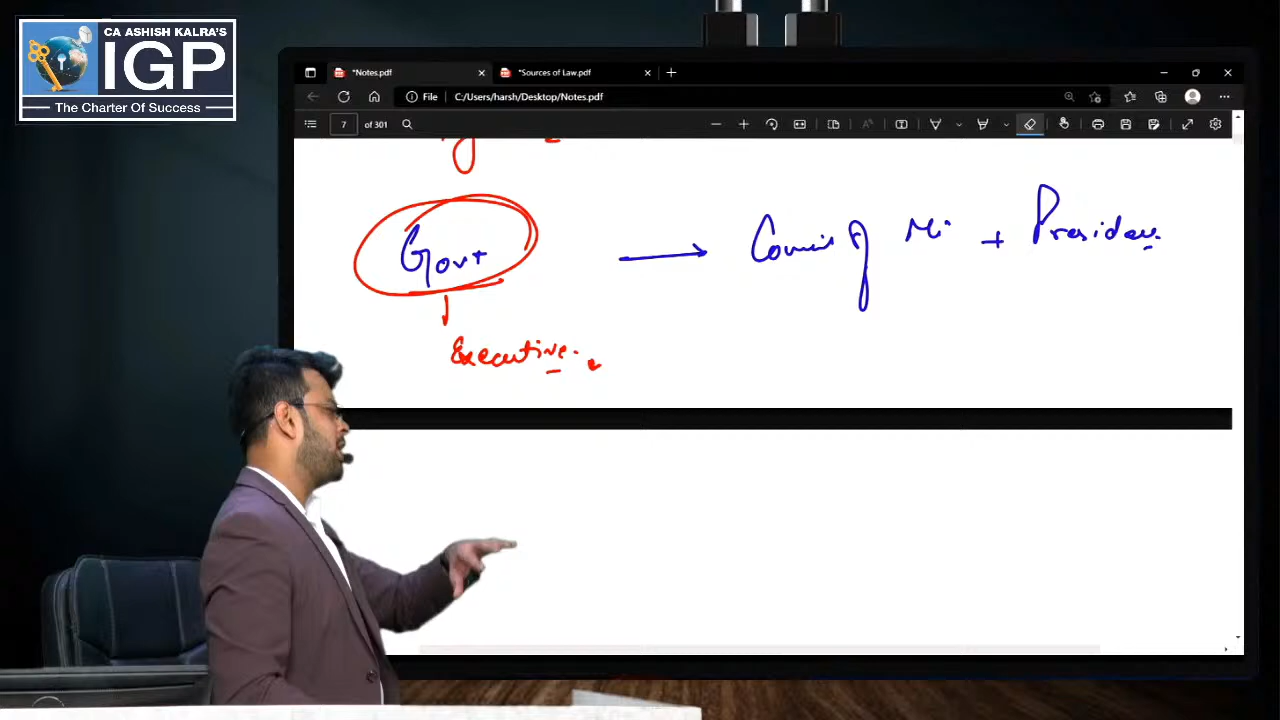 CA ASHISH KALRA'S
IGP
The Charter Of Success
*Notes.pdf
*Sources of Law.pdf
File C:/Users/harsh/Desktop/Notes.pdf
7 of 301
Govt
Council of Mi + Presiden
Executive.